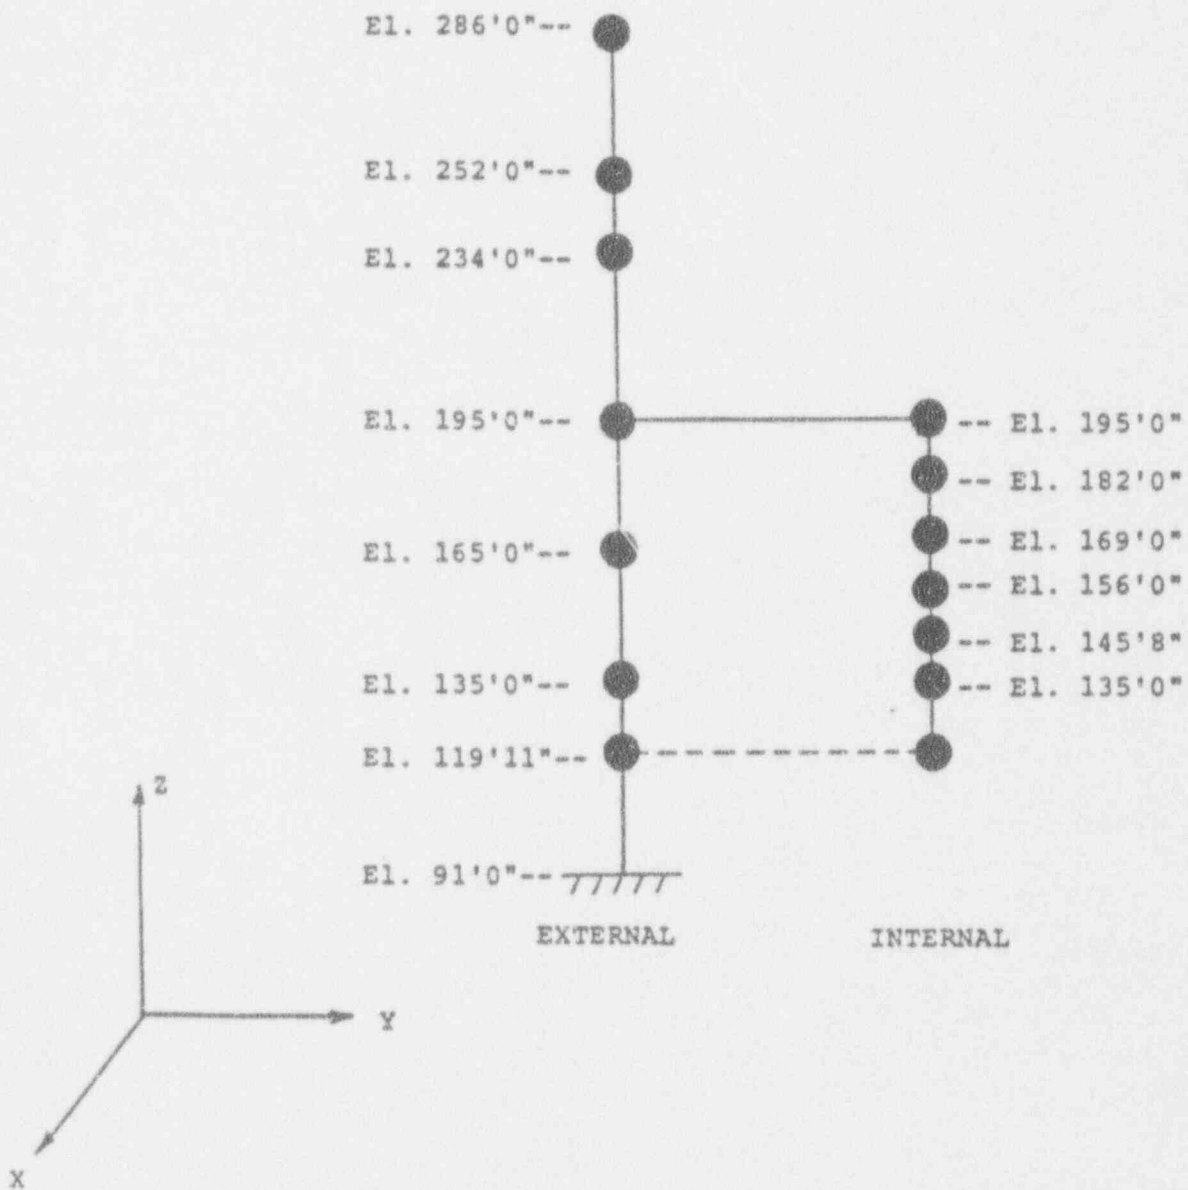 El. 286'0"--
El. 252'0"--
El. 234'0"--
El. 195'0"-- -- El. 195'0"
-- El. 182'0"
El. 165'0"-- -- El. 169'0"
-- El. 156'0"
-- El. 145'8"
El. 135'0"-- -- El. 135'0"
El. 119'11"--
Z
El. 91'0"--
EXTERNAL INTERNAL
Y
X